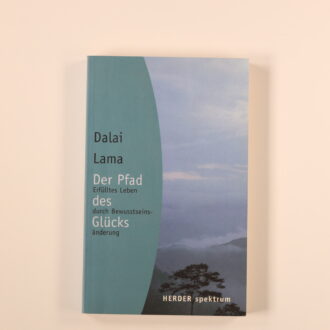 Dalai
Lama
Der Pfad
Erfülltes Leben
des
durch Bewusstseins-
Glücks
änderung
HERDER spektrum